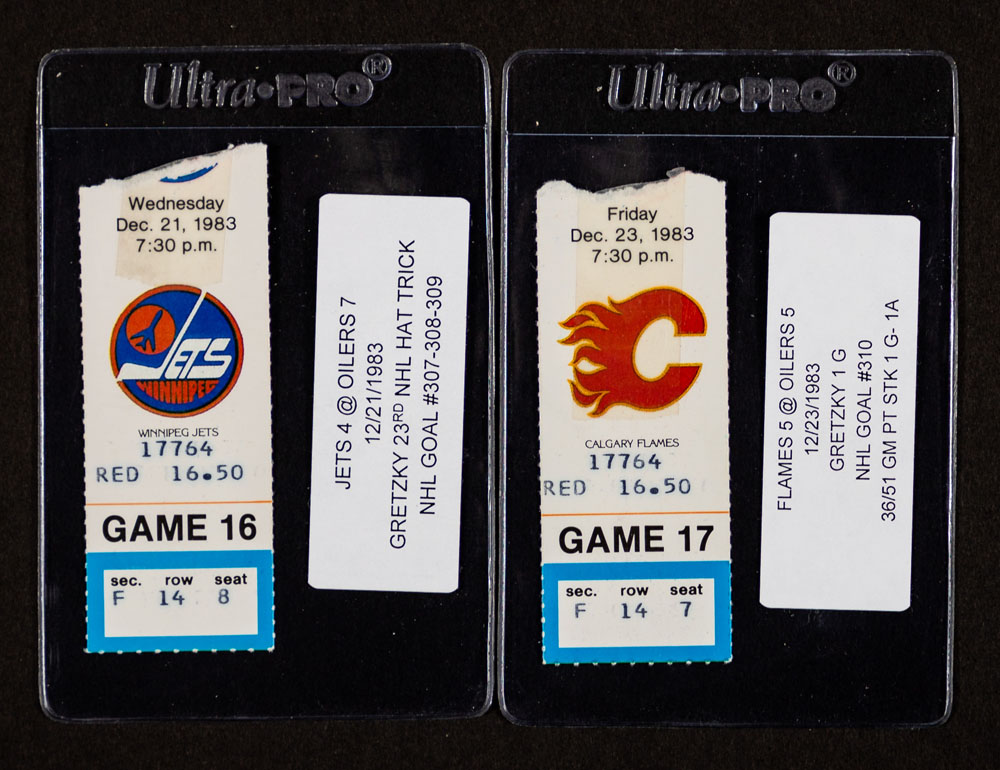 Ultra•PRO®
Wednesday
Dec. 21, 1983
7:30 p.m.
JETS
WINNIPEG
WINNIPEG JETS
17764
RED 16.50
GAME 16
sec. row seat
F 14 8
JETS 4 @ OILERS 7
12/21/1983
GRETZKY 23RD NHL HAT TRICK
NHL GOAL #307-308-309
Ultra•PRO®
Friday
Dec. 23, 1983
7:30 p.m.
C
CALGARY FLAMES
17764
RED 16.50
GAME 17
sec. row seat
F 14 7
FLAMES 5 @ OILERS 5
12/23/1983
GRETZKY 1 G
NHL GOAL #310
36/51 GM PT STK 1 G- 1A